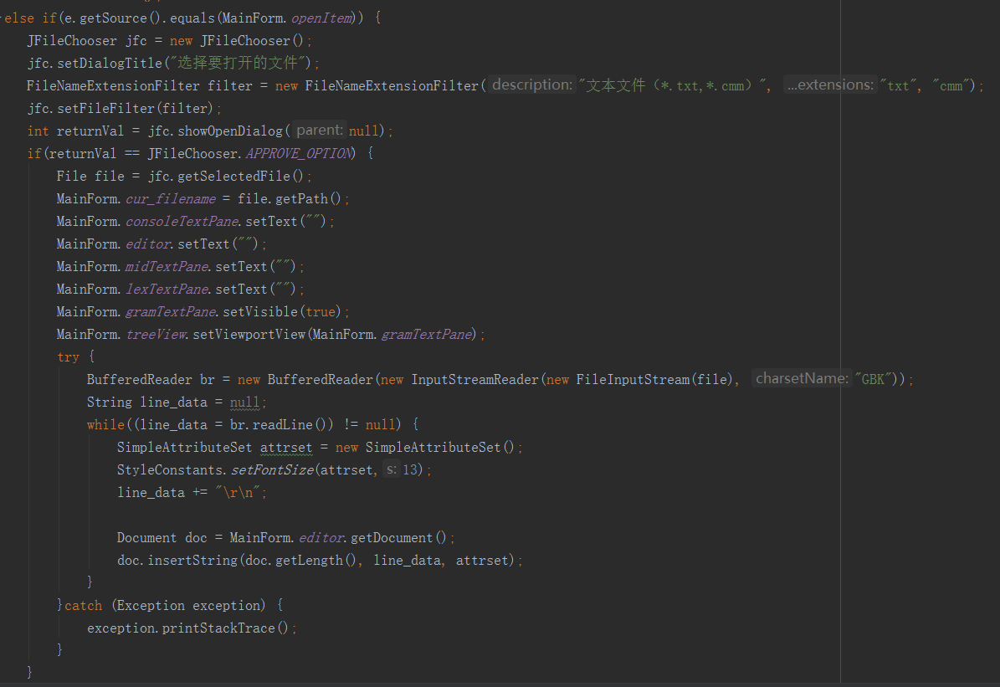 else if(e.getSource().equals(MainForm.openItem)) {
JFileChooser jfc = new JFileChooser();
jfc.setDialogTitle("选择要打开的文件");
FileNameExtensionFilter filter = new FileNameExtensionFilter( description: "文本文件（*.txt,*.cmm）", ...extensions: "txt", "cmm");
jfc.setFileFilter(filter);
int returnVal = jfc.showOpenDialog( parent: null);
if(returnVal == JFileChooser.APPROVE_OPTION) {
File file = jfc.getSelectedFile();
MainForm.cur_filename = file.getPath();
MainForm.consoleTextPane.setText("");
MainForm.editor.setText("");
MainForm.midTextPane.setText("");
MainForm.lexTextPane.setText("");
MainForm.gramTextPane.setVisible(true);
MainForm.treeView.setViewportView(MainForm.gramTextPane);
try {
BufferedReader br = new BufferedReader(new InputStreamReader(new FileInputStream(file), charsetName: "GBK"));
String line_data = null;
while((line_data = br.readLine()) != null) {
SimpleAttributeSet attrset = new SimpleAttributeSet();
StyleConstants.setFontSize(attrset, s: 13);
line_data += "\r\n";
Document doc = MainForm.editor.getDocument();
doc.insertString(doc.getLength(), line_data, attrset);
}
}catch (Exception exception) {
exception.printStackTrace();
}
}